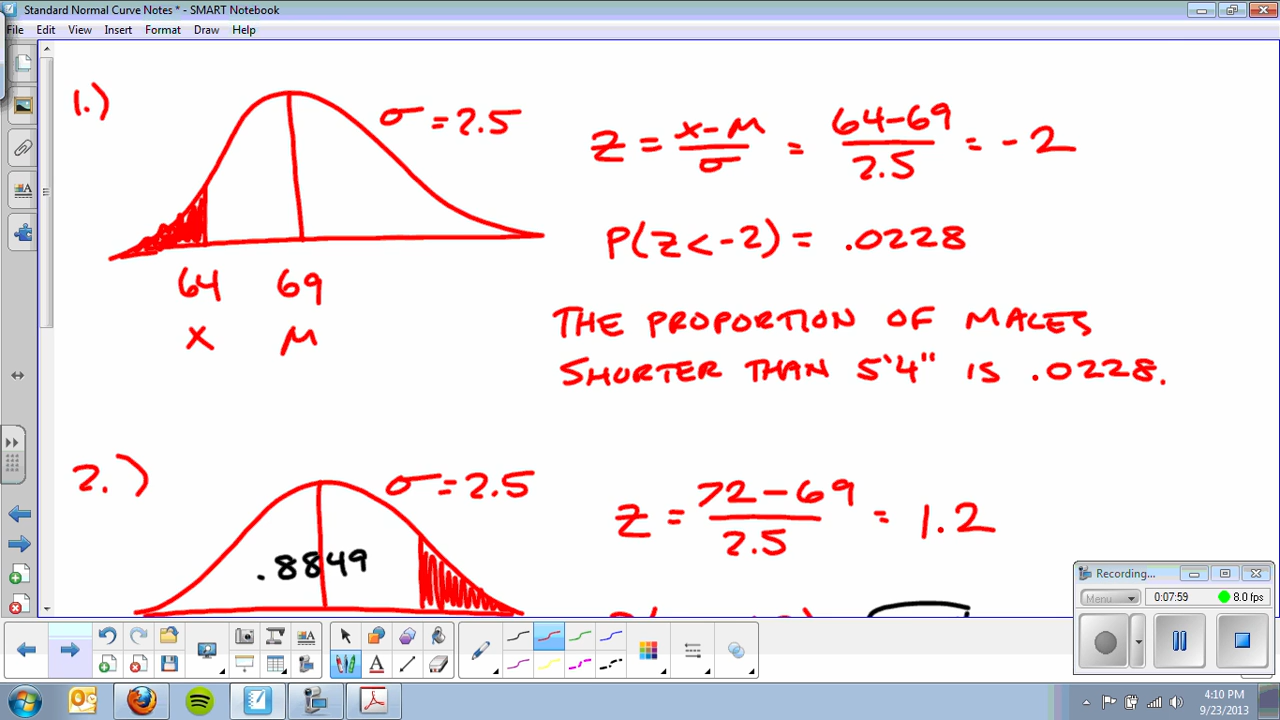 Standard Normal Curve Notes * - SMART Notebook
File Edit View Insert Format Draw Help
1.)
σ = 2.5
z = x-μ / σ = 64-69 / 2.5 = -2
P(z < -2) = .0228
64 69
x μ
THE PROPORTION OF MALES
SHORTER THAN 5'4" IS .0228.
2.)
σ = 2.5
z = 72-69 / 2.5 = 1.2
.8849
Recording...
Menu 0:07:59 8.0 fps
4:10 PM
9/23/2013